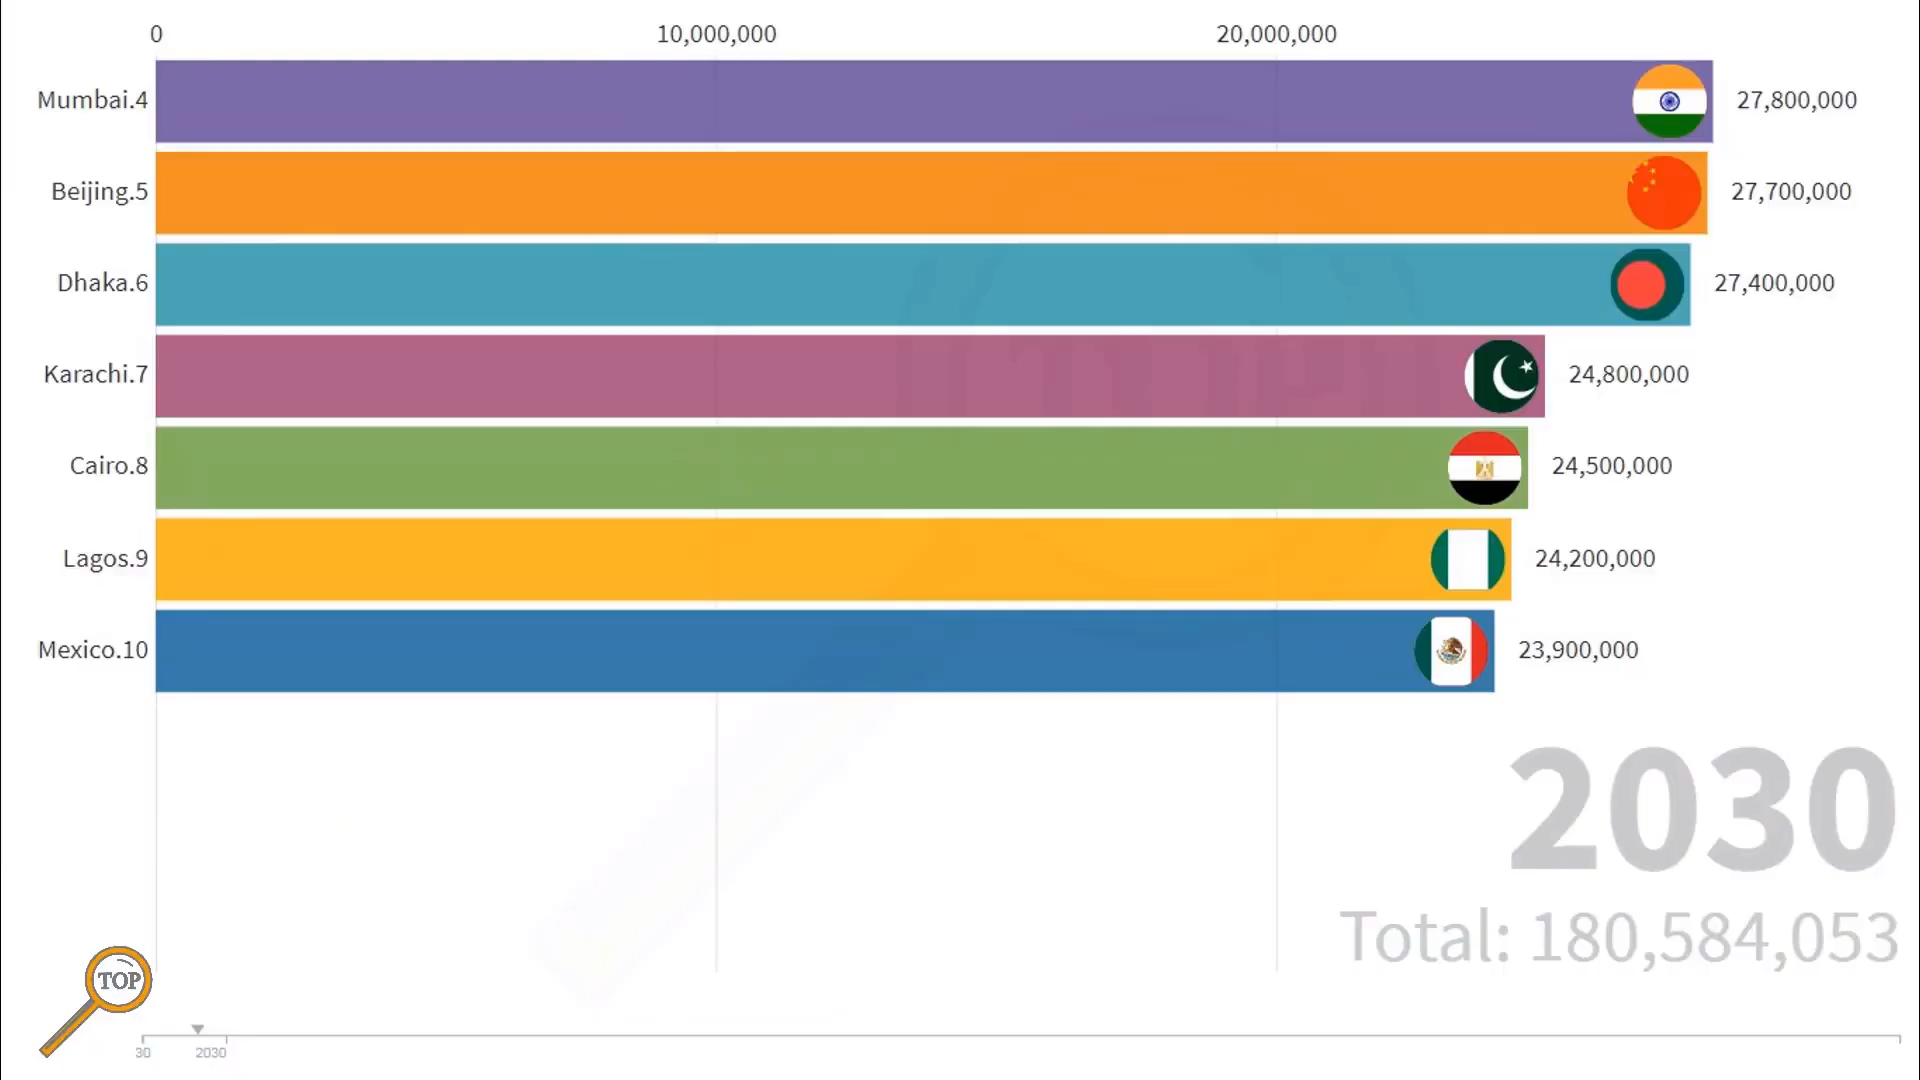 0 10,000,000 20,000,000
Mumbai.4 27,800,000
Beijing.5 27,700,000
Dhaka.6 27,400,000
Karachi.7 24,800,000
Cairo.8 24,500,000
Lagos.9 24,200,000
Mexico.10 23,900,000
2030
Total: 180,584,053
TOP
30 2030